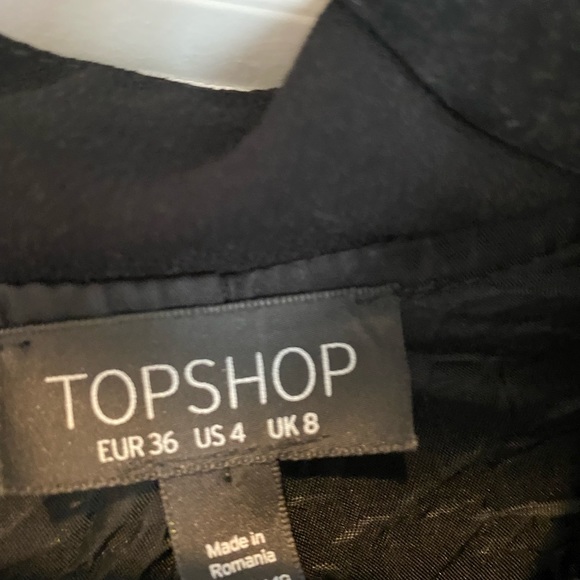 TOPSHOP
EUR 36 US 4 UK 8
Made in
Romania